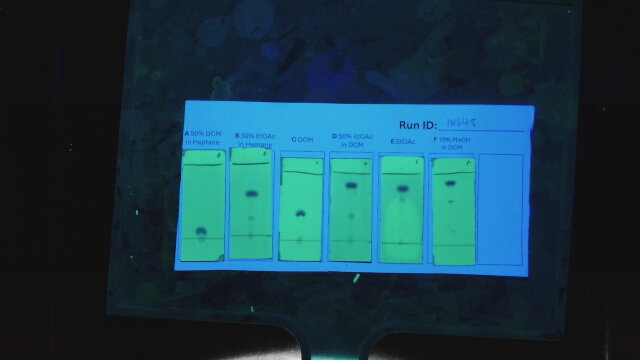 Run ID: 211645
A 50% DCM
in Heptane
B 50% EtOAc
in Heptane
C DCM
D 50% EtOAc
in DCM
E EtOAc
F 10% MeOH
in DCM